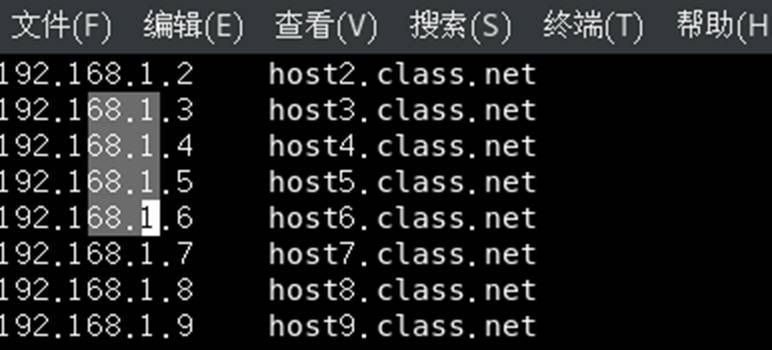 文件(F) 编辑(E) 查看(V) 搜索(S) 终端(T) 帮助(H
192.168.1.2 host2.class.net
192.168.1.3 host3.class.net
192.168.1.4 host4.class.net
192.168.1.5 host5.class.net
192.168.1.6 host6.class.net
192.168.1.7 host7.class.net
192.168.1.8 host8.class.net
192.168.1.9 host9.class.net